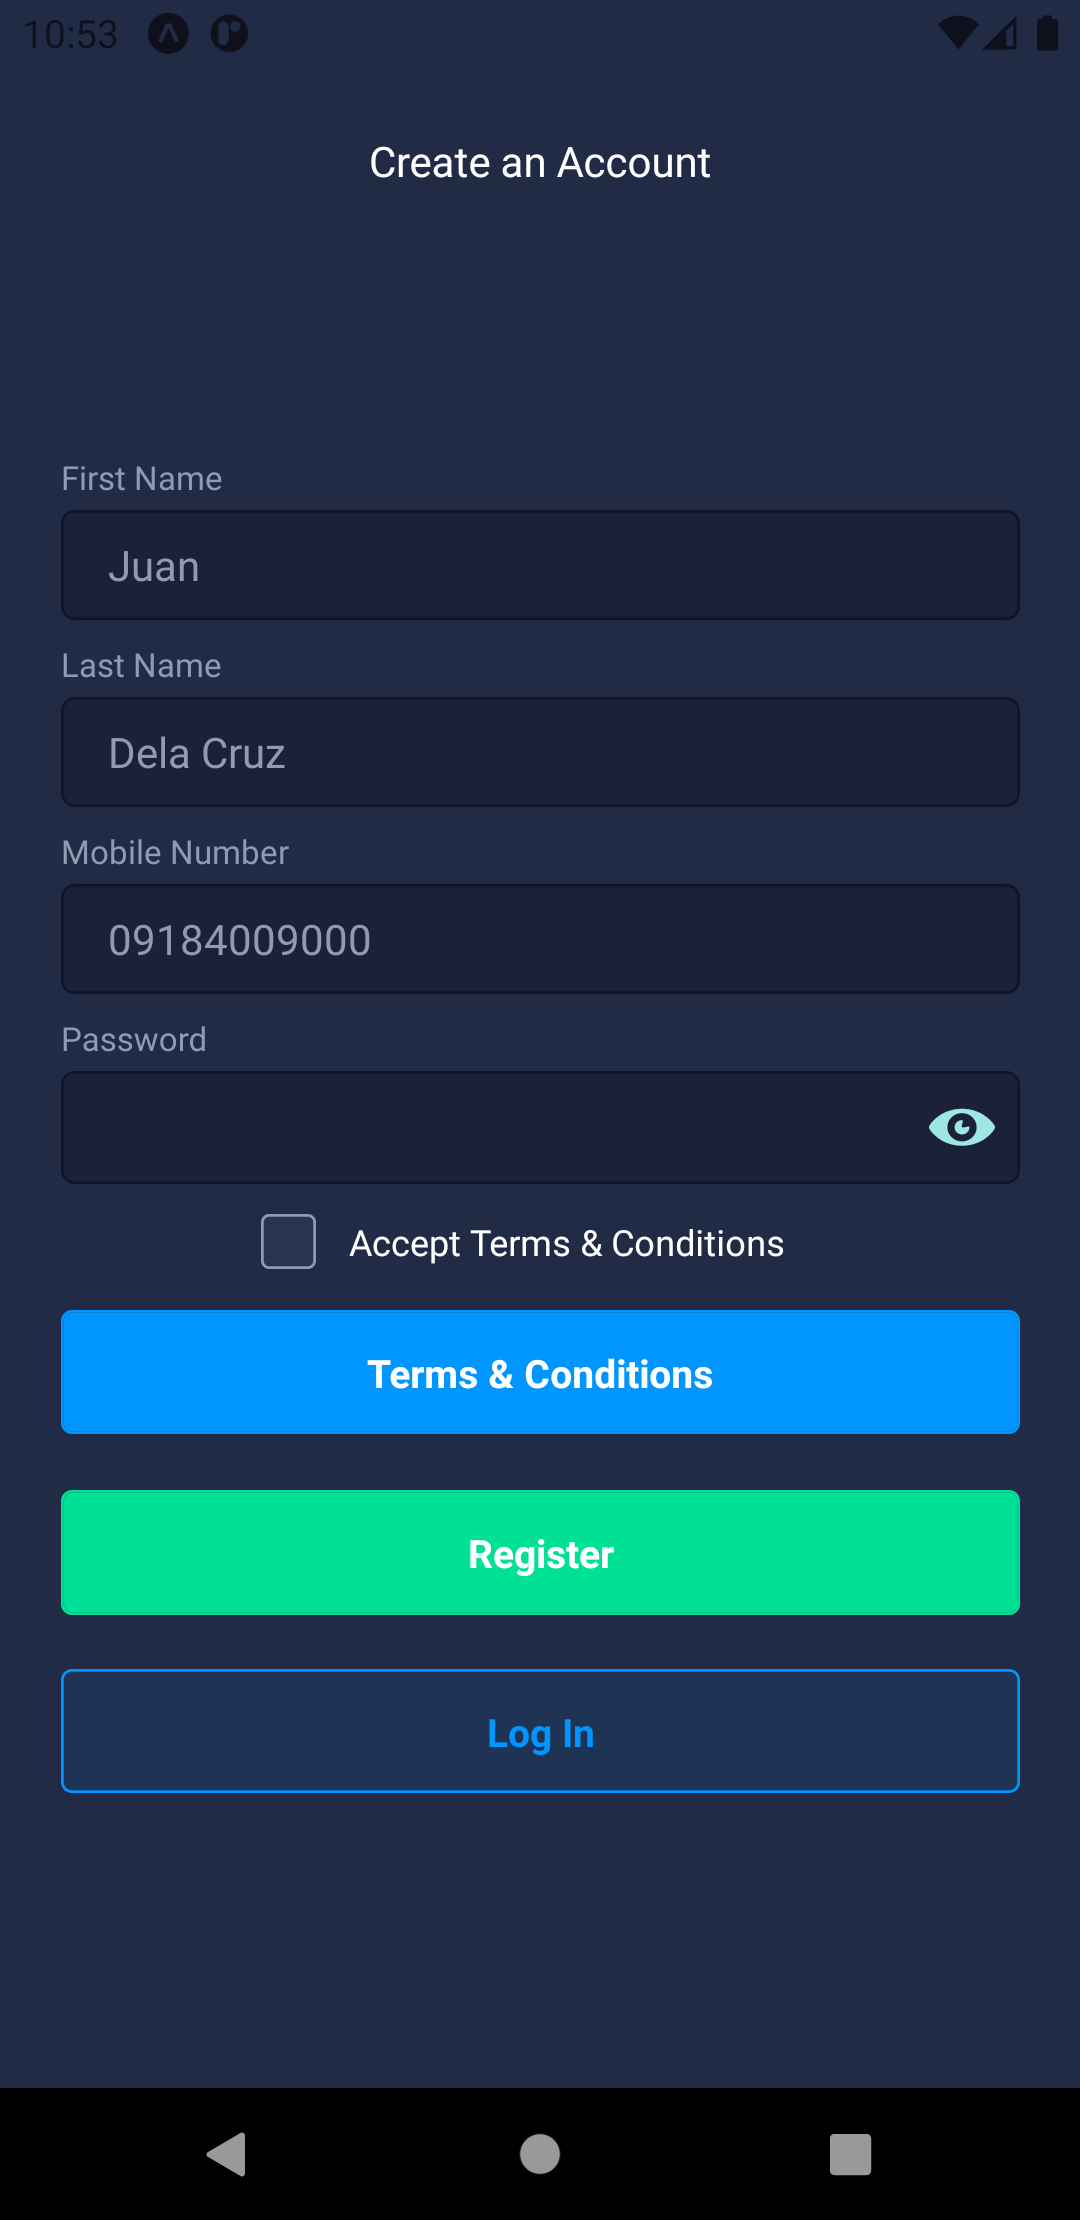 10:53
Create an Account
First Name
Juan
Last Name
Dela Cruz
Mobile Number
09184009000
Password
Accept Terms & Conditions
Terms & Conditions
Register
Log In